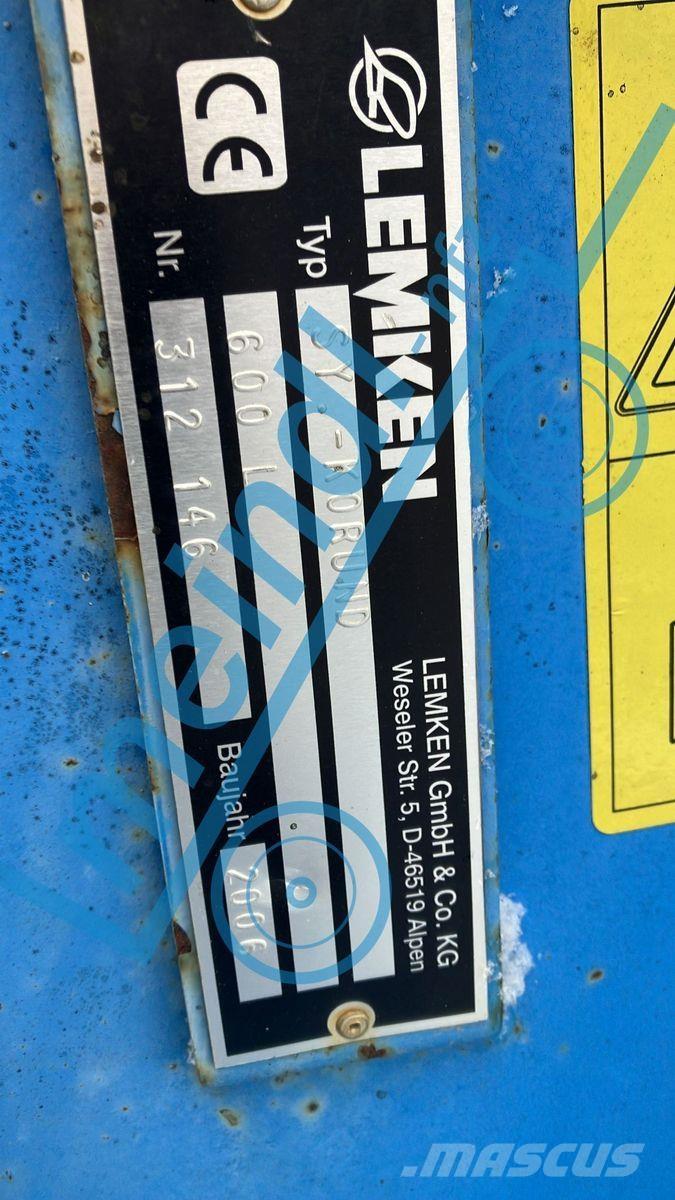 LEMKEN
LEMKEN GmbH & Co. KG
Weseler Str. 5, D-46519 Alpen
CE
Typ SY.-KORUND
600 L
Nr. 312 146 Baujahr 2006
meindl
MASCUS